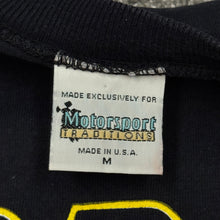 MADE EXCLUSIVELY FOR
Motorsport
TRADITIONS
MADE IN U.S.A.
M